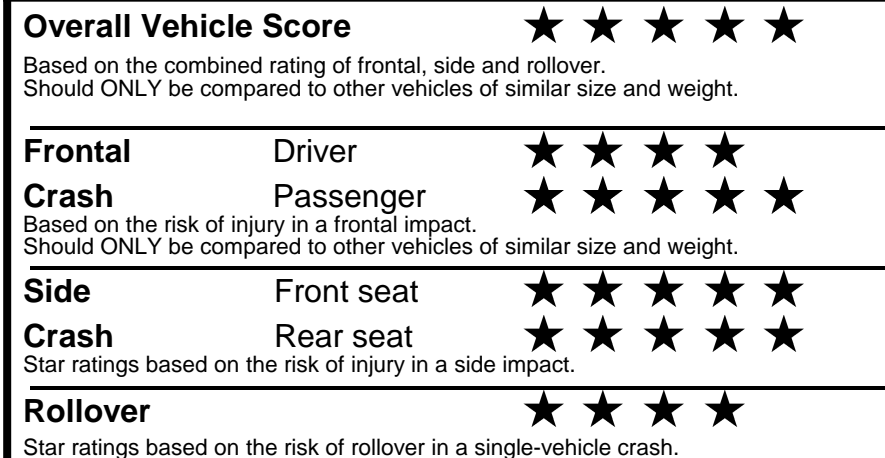 Overall Vehicle Score ★ ★ ★ ★ ★
Based on the combined rating of frontal, side and rollover.
Should ONLY be compared to other vehicles of similar size and weight.
Frontal Driver ★ ★ ★ ★
Crash Passenger ★ ★ ★ ★ ★
Based on the risk of injury in a frontal impact.
Should ONLY be compared to other vehicles of similar size and weight.
Side Front seat ★ ★ ★ ★ ★
Crash Rear seat ★ ★ ★ ★ ★
Star ratings based on the risk of injury in a side impact.
Rollover ★ ★ ★ ★
Star ratings based on the risk of rollover in a single-vehicle crash.